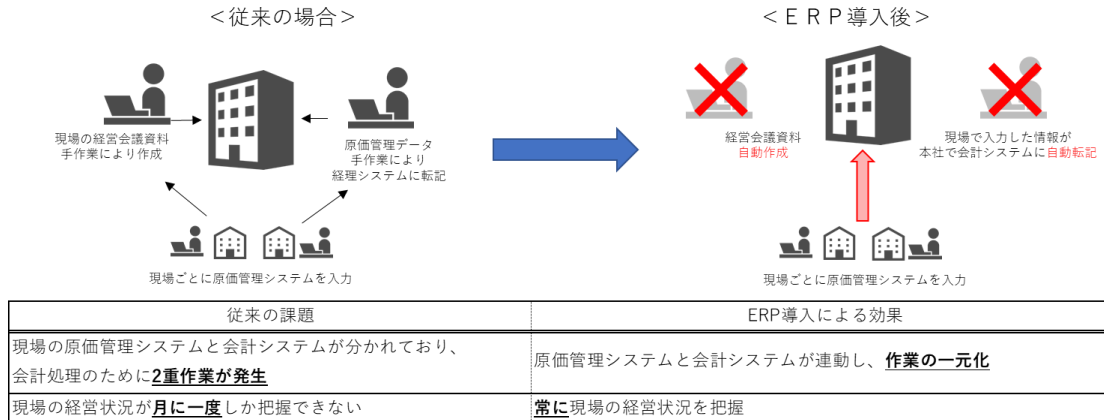 ＜従来の場合＞
＜ＥＲＰ導入後＞
現場の経営会議資料
手作業により作成
原価管理データ
手作業により
経理システムに転記
現場ごとに原価管理システムを入力
経営会議資料
自動作成
現場で入力した情報が
本社で会計システムに自動転記
現場ごとに原価管理システムを入力
従来の課題
ERP導入による効果
現場の原価管理システムと会計システムが分かれており、
会計処理のために2重作業が発生
原価管理システムと会計システムが連動し、作業の一元化
現場の経営状況が月に一度しか把握できない
常に現場の経営状況を把握